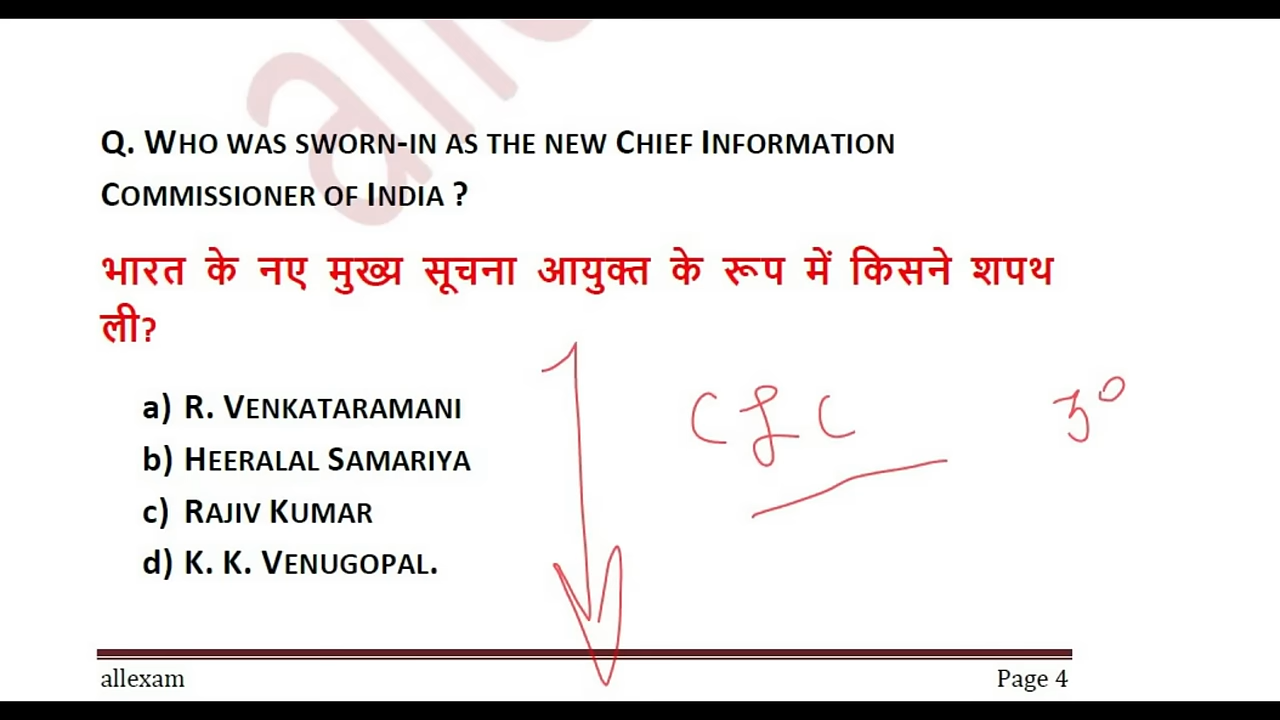 Q. WHO WAS SWORN-IN AS THE NEW CHIEF INFORMATION
COMMISSIONER OF INDIA ?
भारत के नए मुख्य सूचना आयुक्त के रूप में किसने शपथ
ली?
a) R. VENKATARAMANI
b) HEERALAL SAMARIYA
c) RAJIV KUMAR
d) K. K. VENUGOPAL.
CIC
allexam
Page 4